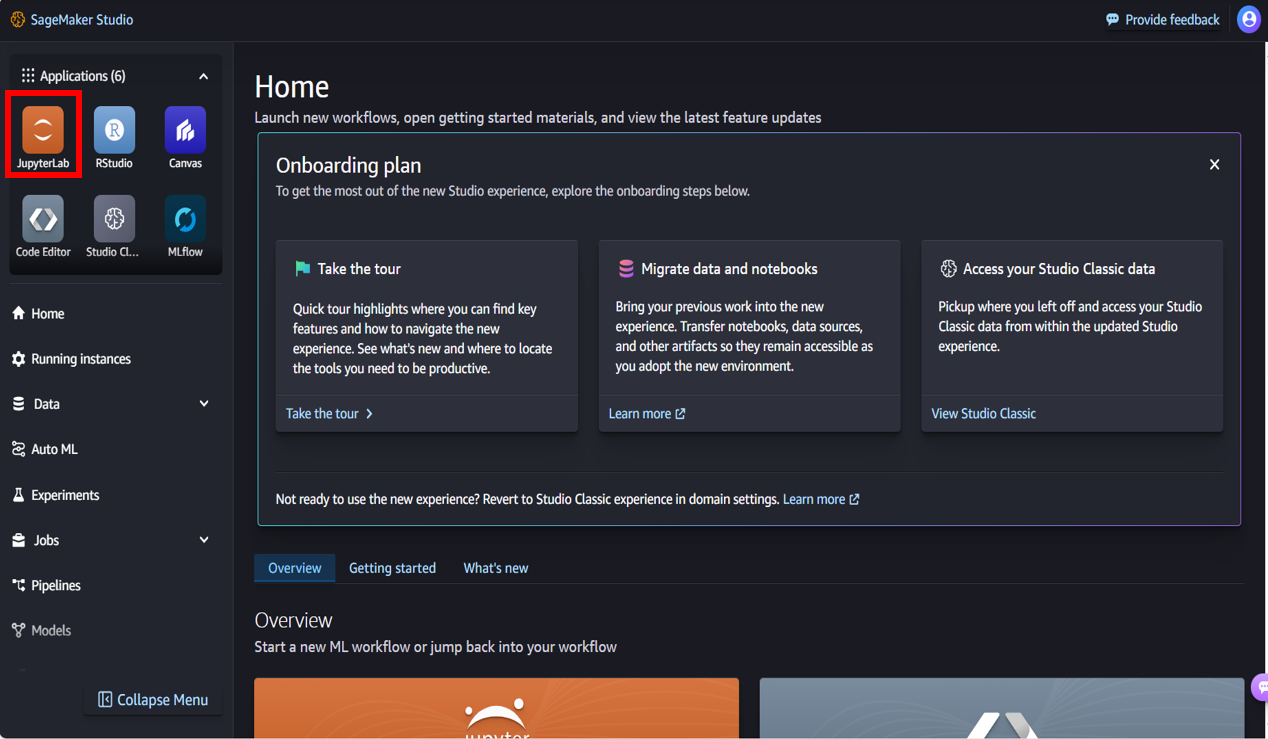 SageMaker Studio
Provide feedback
Applications (6)
JupyterLab
RStudio
Canvas
Code Editor
Studio Cl...
MLflow
Home
Running instances
Data
Auto ML
Experiments
Jobs
Pipelines
Models
Collapse Menu
Home
Launch new workflows, open getting started materials, and view the latest feature updates
Onboarding plan
To get the most out of the new Studio experience, explore the onboarding steps below.
Take the tour
Quick tour highlights where you can find key
features and how to navigate the new
experience. See what's new and where to locate
the tools you need to be productive.
Take the tour
Migrate data and notebooks
Bring your previous work into the new
experience. Transfer notebooks, data sources,
and other artifacts so they remain accessible as
you adopt the new environment.
Learn more
Access your Studio Classic data
Pickup where you left off and access your Studio
Classic data from within the updated Studio
experience.
View Studio Classic
Not ready to use the new experience? Revert to Studio Classic experience in domain settings. Learn more
Overview
Getting started
What's new
Overview
Start a new ML workflow or jump back into your workflow
jupyter